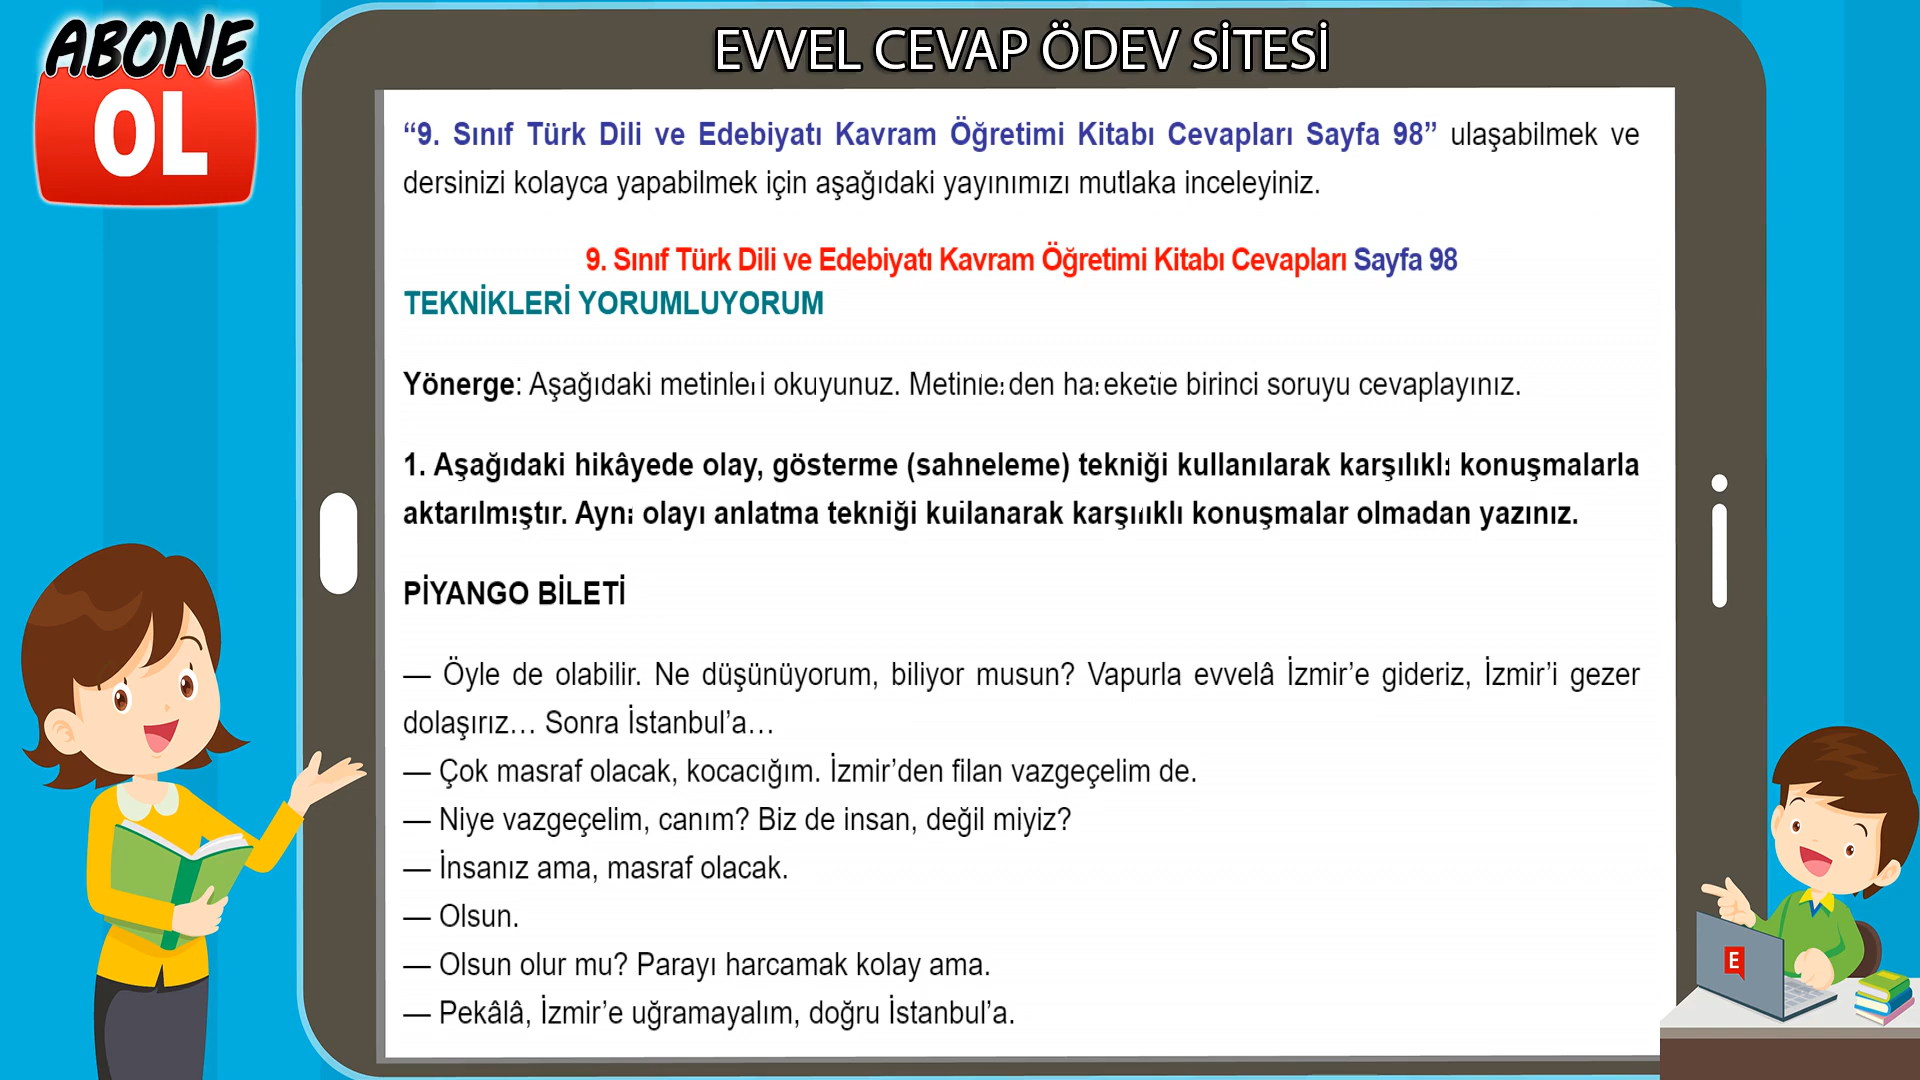 ABONE
OL
EVVEL CEVAP ÖDEV SİTESİ
“9. Sınıf Türk Dili ve Edebiyatı Kavram Öğretimi Kitabı Cevapları Sayfa 98” ulaşabilmek ve
dersinizi kolayca yapabilmek için aşağıdaki yayınımızı mutlaka inceleyiniz.
9. Sınıf Türk Dili ve Edebiyatı Kavram Öğretimi Kitabı Cevapları Sayfa 98
TEKNİKLERİ YORUMLUYORUM
Yönerge: Aşağıdaki metinleri okuyunuz. Metinlerden hareketle birinci soruyu cevaplayınız.
1. Aşağıdaki hikâyede olay, gösterme (sahneleme) tekniği kullanılarak karşılıklı konuşmalarla
aktarılmıştır. Aynı olayı anlatma tekniği kullanarak karşılıklı konuşmalar olmadan yazınız.
PİYANGO BİLETİ
— Öyle de olabilir. Ne düşünüyorum, biliyor musun? Vapurla evvelâ İzmir’e gideriz, İzmir’i gezer
dolaşırız… Sonra İstanbul’a…
— Çok masraf olacak, kocacığım. İzmir’den filan vazgeçelim de.
— Niye vazgeçelim, canım? Biz de insan, değil miyiz?
— İnsanız ama, masraf olacak.
— Olsun.
— Olsun olur mu? Parayı harcamak kolay ama.
— Pekâlâ, İzmir’e uğramayalım, doğru İstanbul’a.
E